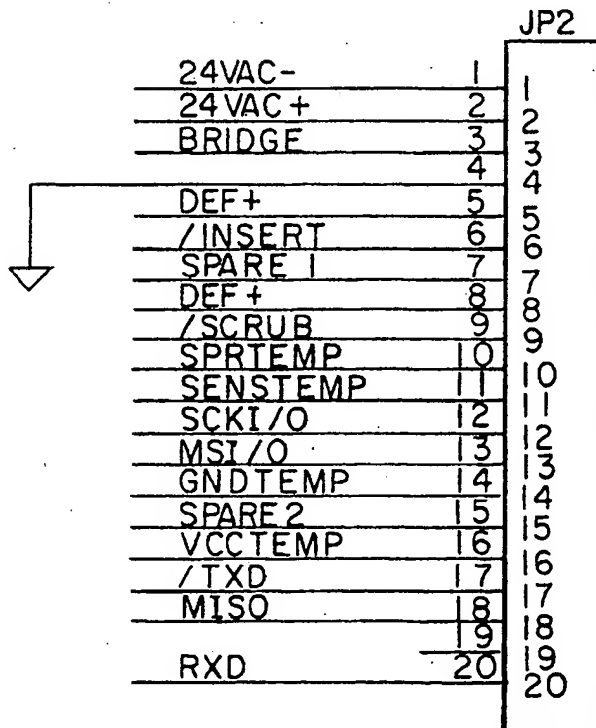 JP2
24VAC- 1 1
24VAC+ 2 2
BRIDGE 3 3
4 4
DEF+ 5 5
/INSERT 6 6
SPARE 1 7 7
DEF+ 8 8
/SCRUB 9 9
SPRTEMP 10 10
SENSTEMP 11 11
SCKI/O 12 12
MSI/O 13 13
GNDTEMP 14 14
SPARE2 15 15
VCCTEMP 16 16
/TXD 17 17
MISO 18 18
19 19
RXD 20 20